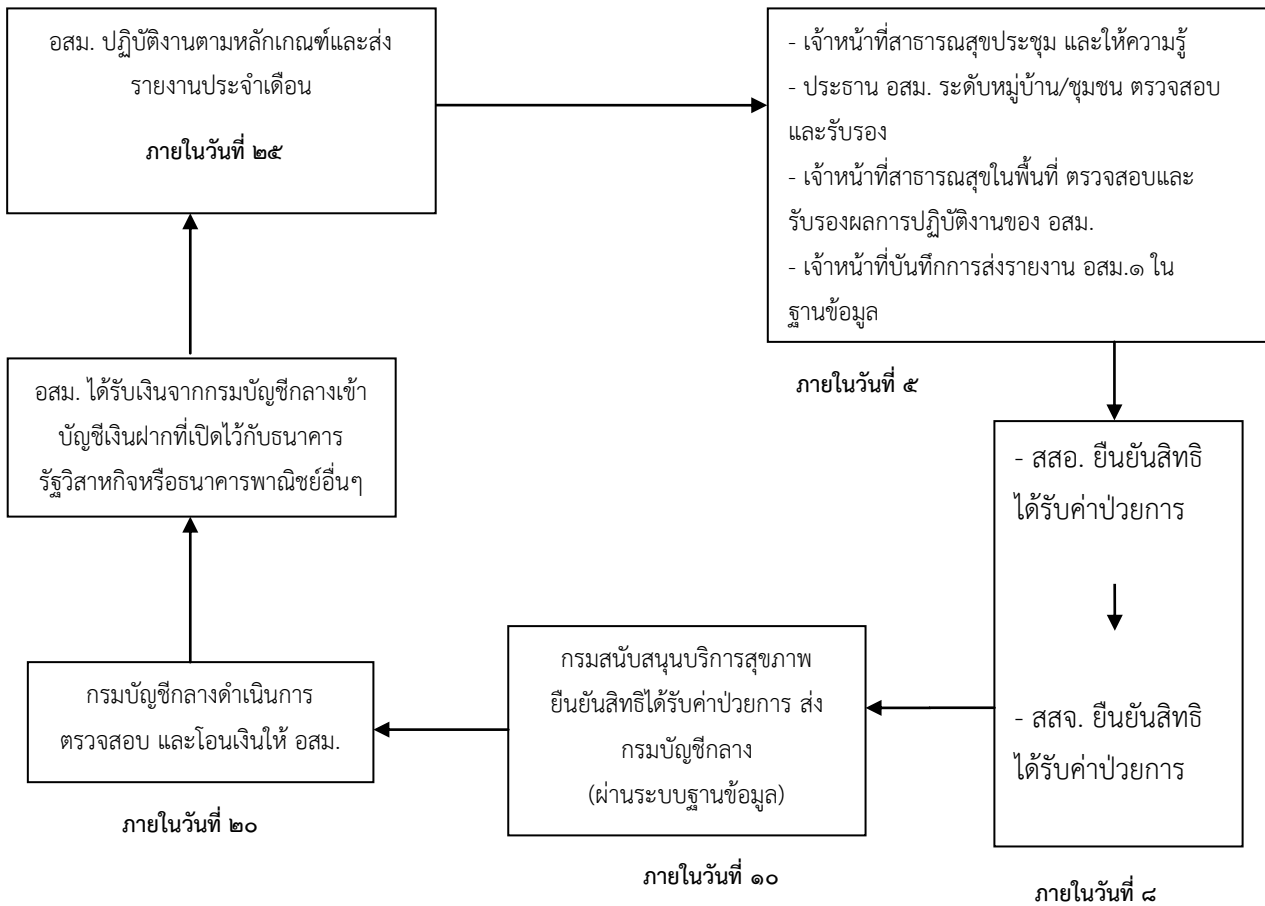 อสม. ปฏิบัติงานตามหลักเกณฑ์และส่ง
รายงานประจำเดือน
ภายในวันที่ ๒๕
- เจ้าหน้าที่สาธารณสุขประชุม และให้ความรู้
- ประธาน อสม. ระดับหมู่บ้าน/ชุมชน ตรวจสอบ
และรับรอง
- เจ้าหน้าที่สาธารณสุขในพื้นที่ ตรวจสอบและ
รับรองผลการปฏิบัติงานของ อสม.
- เจ้าหน้าที่บันทึกการส่งรายงาน อสม.๑ ใน
ฐานข้อมูล
ภายในวันที่ ๕
- สสอ. ยืนยันสิทธิ
ได้รับค่าป่วยการ
- สสจ. ยืนยันสิทธิ
ได้รับค่าป่วยการ
ภายในวันที่ ๘
กรมสนับสนุนบริการสุขภาพ
ยืนยันสิทธิได้รับค่าป่วยการ ส่ง
กรมบัญชีกลาง
(ผ่านระบบฐานข้อมูล)
ภายในวันที่ ๑๐
กรมบัญชีกลางดำเนินการ
ตรวจสอบ และโอนเงินให้ อสม.
ภายในวันที่ ๒๐
อสม. ได้รับเงินจากกรมบัญชีกลางเข้า
บัญชีเงินฝากที่เปิดไว้กับธนาคาร
รัฐวิสาหกิจหรือธนาคารพาณิชย์อื่นๆ